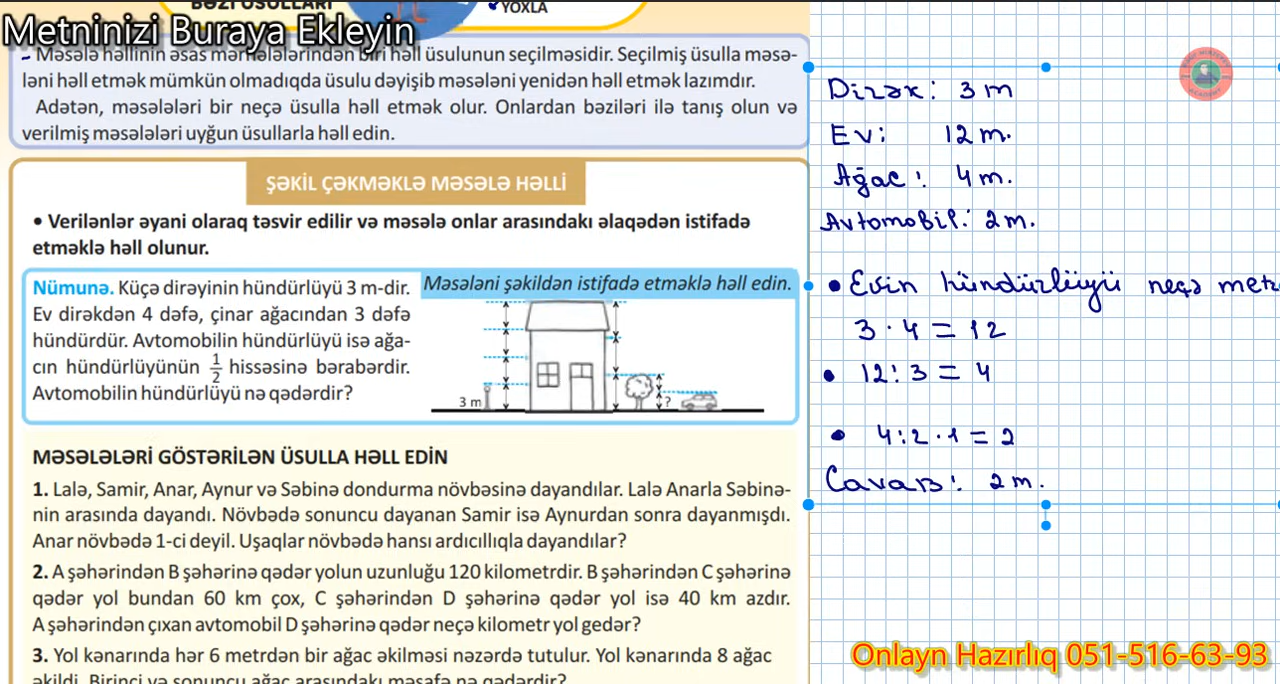 BƏZİ ÜSULLARI
YOXLA
Metninizi Buraya Ekleyin
Məsələ həllinin əsas mərhələlərindən biri həll üsulunun seçilməsidir. Seçilmiş üsulla məsə-
ləni həll etmək mümkün olmadıqda üsulu dəyişib məsələni yenidən həll etmək lazımdır.
Adətən, məsələləri bir neçə üsulla həll etmək olur. Onlardan bəziləri ilə tanış olun və
verilmiş məsələləri uyğun üsullarla həll edin.
ŞƏKİL ÇƏKMƏKLƏ MƏSƏLƏ HƏLLİ
• Verilənlər əyani olaraq təsvir edilir və məsələ onlar arasındakı əlaqədən istifadə
etməklə həll olunur.
Nümunə. Küçə dirəyinin hündürlüyü 3 m-dir.
Ev dirəkdən 4 dəfə, çinar ağacından 3 dəfə
hündürdür. Avtomobilin hündürlüyü isə ağa-
cın hündürlüyünün 1/2 hissəsinə bərabərdir.
Avtomobilin hündürlüyü nə qədərdir?
Məsələni şəkildən istifadə etməklə həll edin.
3 m
?
MƏSƏLƏLƏRİ GÖSTƏRİLƏN ÜSULLA HƏLL EDİN
1. Lalə, Samir, Anar, Aynur və Səbinə dondurma növbəsinə dayandılar. Lalə Anarla Səbinə-
nin arasında dayandı. Növbədə sonuncu dayanan Samir isə Aynurdan sonra dayanmışdı.
Anar növbədə 1-ci deyil. Uşaqlar növbədə hansı ardıcıllıqla dayandılar?
2. A şəhərindən B şəhərinə qədər yolun uzunluğu 120 kilometrdir. B şəhərindən C şəhərinə
qədər yol bundan 60 km çox, C şəhərindən D şəhərinə qədər yol isə 40 km azdır.
A şəhərindən çıxan avtomobil D şəhərinə qədər neçə kilometr yol gedər?
3. Yol kənarında hər 6 metrdən bir ağac əkilməsi nəzərdə tutulur. Yol kənarında 8 ağac
əkildi. Birinci və sonuncu ağac arasındakı məsafə nə qədərdir?
Dirək: 3 m
Ev: 12 m.
Ağac: 4 m.
Avtomobil: 2 m.
• Evin hündürlüyü neçə metr
3 · 4 = 12
• 12 : 3 = 4
• 4 : 2 · 1 = 2
Cavab: 2 m.
Onlayn Hazırlıq 051-516-63-93